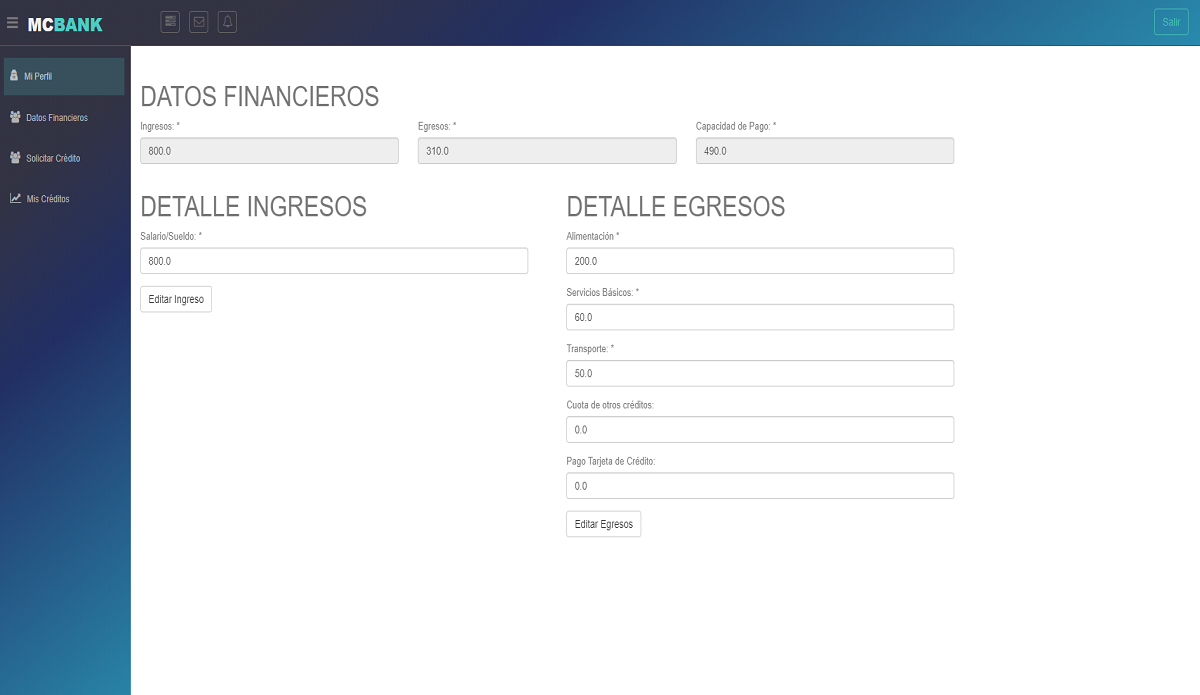 MCBANK
Salir
Mi Perfil
Datos Financieros
Solicitar Crédito
Mis Créditos
DATOS FINANCIEROS
Ingresos: * Egresos: * Capacidad de Pago: *
800.0 310.0 490.0
DETALLE INGRESOS
Salario/Sueldo: *
800.0
Editar Ingreso
DETALLE EGRESOS
Alimentación *
200.0
Servicios Básicos: *
60.0
Transporte: *
50.0
Cuota de otros créditos:
0.0
Pago Tarjeta de Crédito:
0.0
Editar Egresos